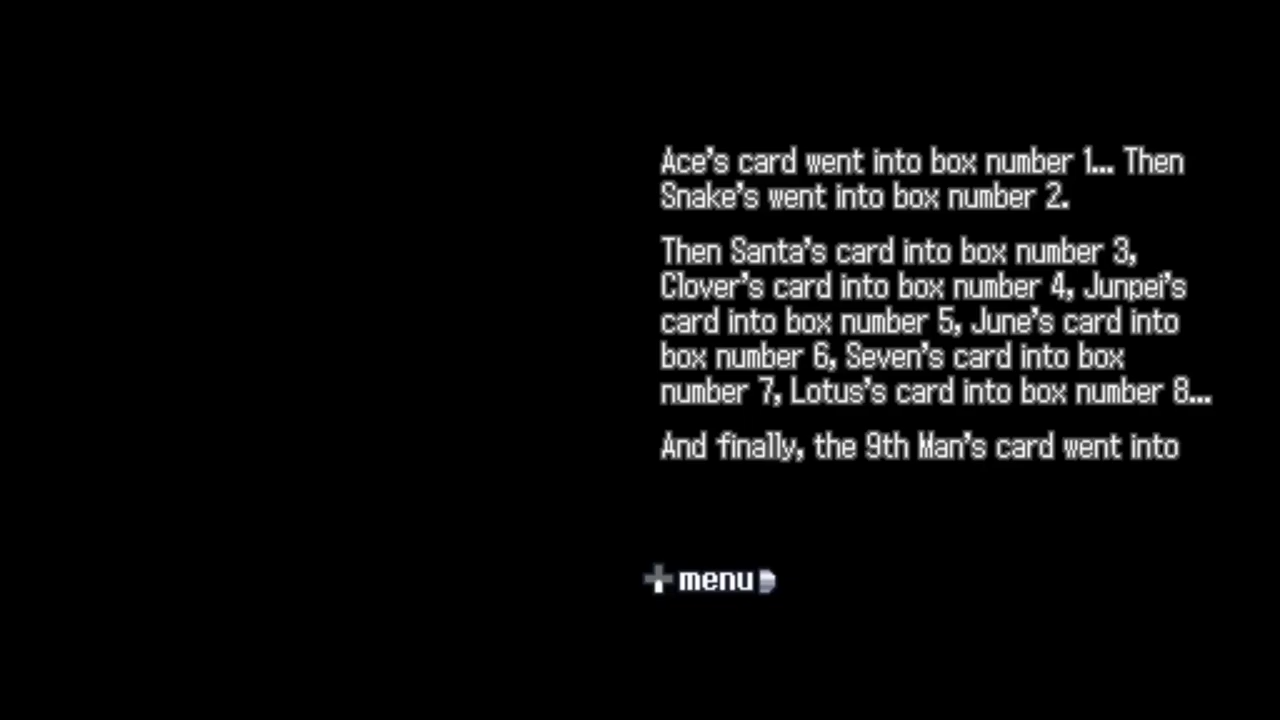 Ace's card went into box number 1... Then
Snake's went into box number 2.
Then Santa's card into box number 3,
Clover's card into box number 4, Junpei's
card into box number 5, June's card into
box number 6, Seven's card into box
number 7, Lotus's card into box number 8...
And finally, the 9th Man's card went into
menu